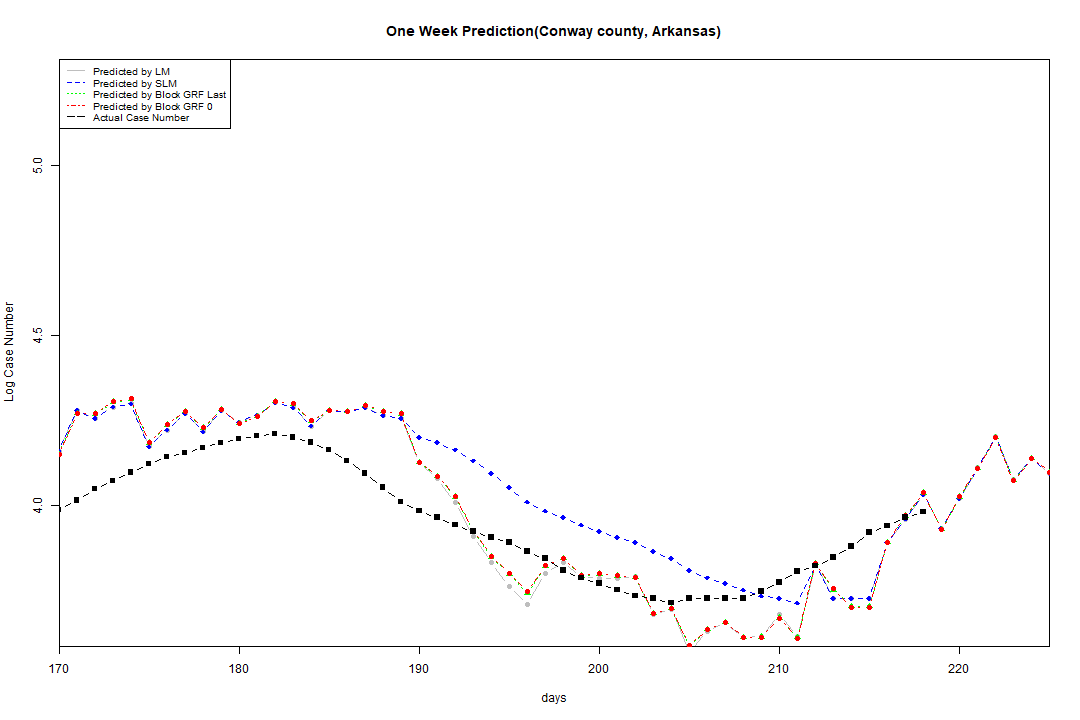 One Week Prediction(Conway county, Arkansas)
Predicted by LM
Predicted by SLM
Predicted by Block GRF Last
Predicted by Block GRF 0
Actual Case Number
Log Case Number
5.0
4.5
4.0
170 180 190 200 210 220
days